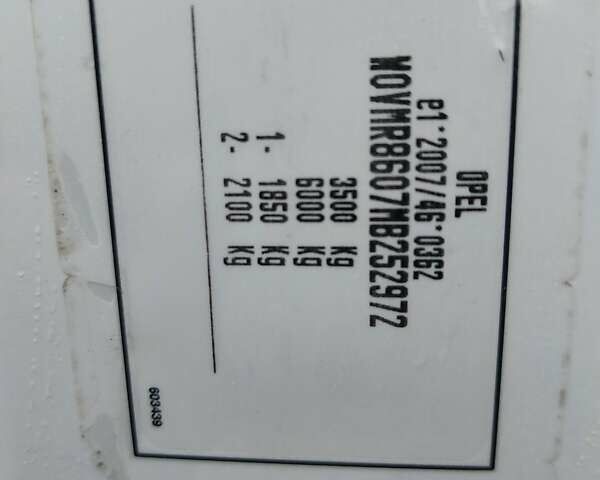 OPEL
e1*2007/46*0362
W0VMR8607MB252972
3500 Kg
6000 Kg
1- 1850 Kg
2- 2100 Kg
603439